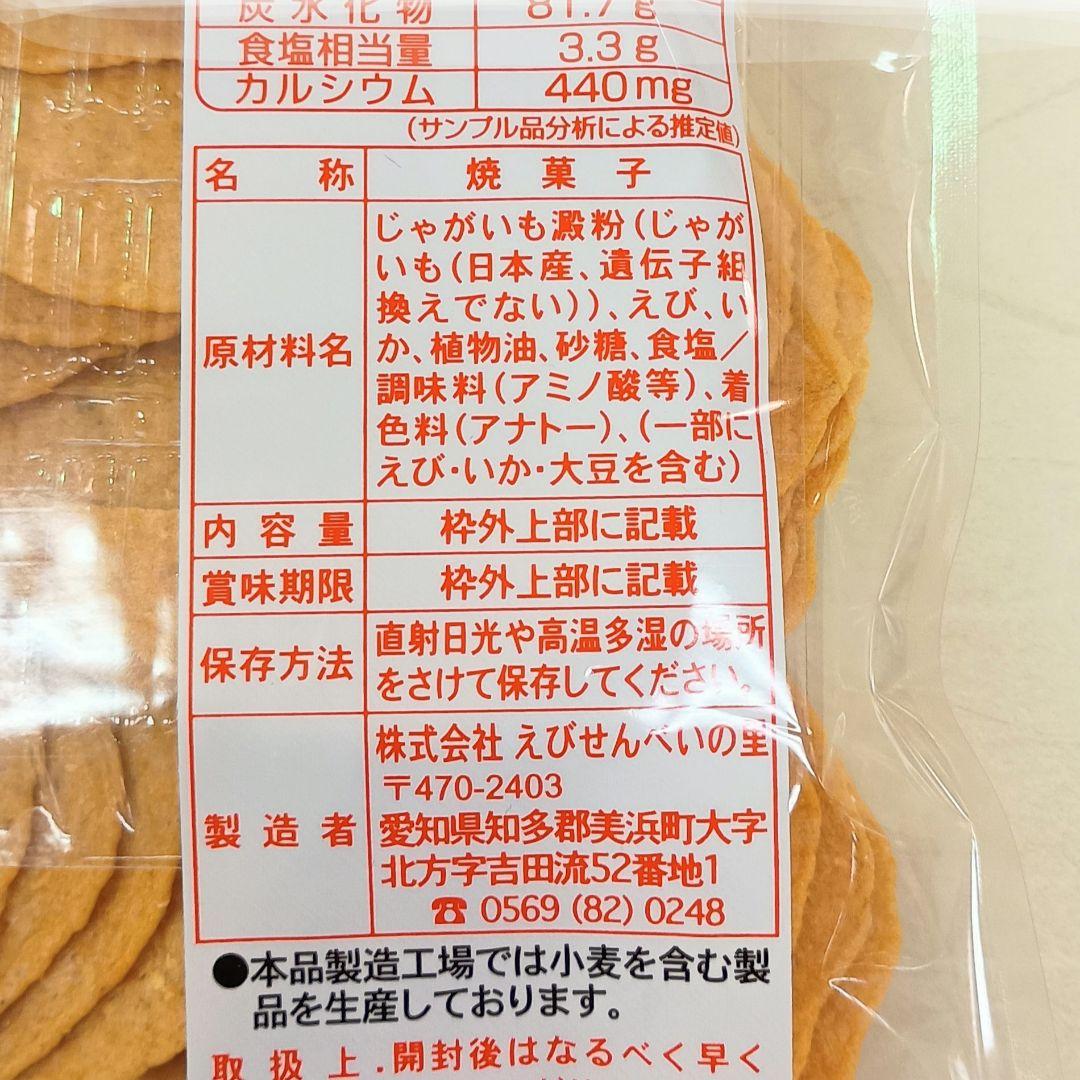 炭水化物 81.7g
食塩相当量 3.3g
カルシウム 440mg
(サンプル品分析による推定値)
名称 焼菓子
原材料名
じゃがいも澱粉(じゃが
いも(日本産、遺伝子組
換えでない))、えび、い
か、植物油、砂糖、食塩/
調味料(アミノ酸等)、着
色料(アナトー)、(一部に
えび・いか・大豆を含む)
内容量 枠外上部に記載
賞味期限 枠外上部に記載
保存方法
直射日光や高温多湿の場所
をさけて保存してください。
製造者
株式会社 えびせんべいの里
〒470-2403
愛知県知多郡美浜町大字
北方字吉田流52番地1
☎ 0569 (82) 0248
●本品製造工場では小麦を含む製
品を生産しております。
取扱上.開封後はなるべく早く